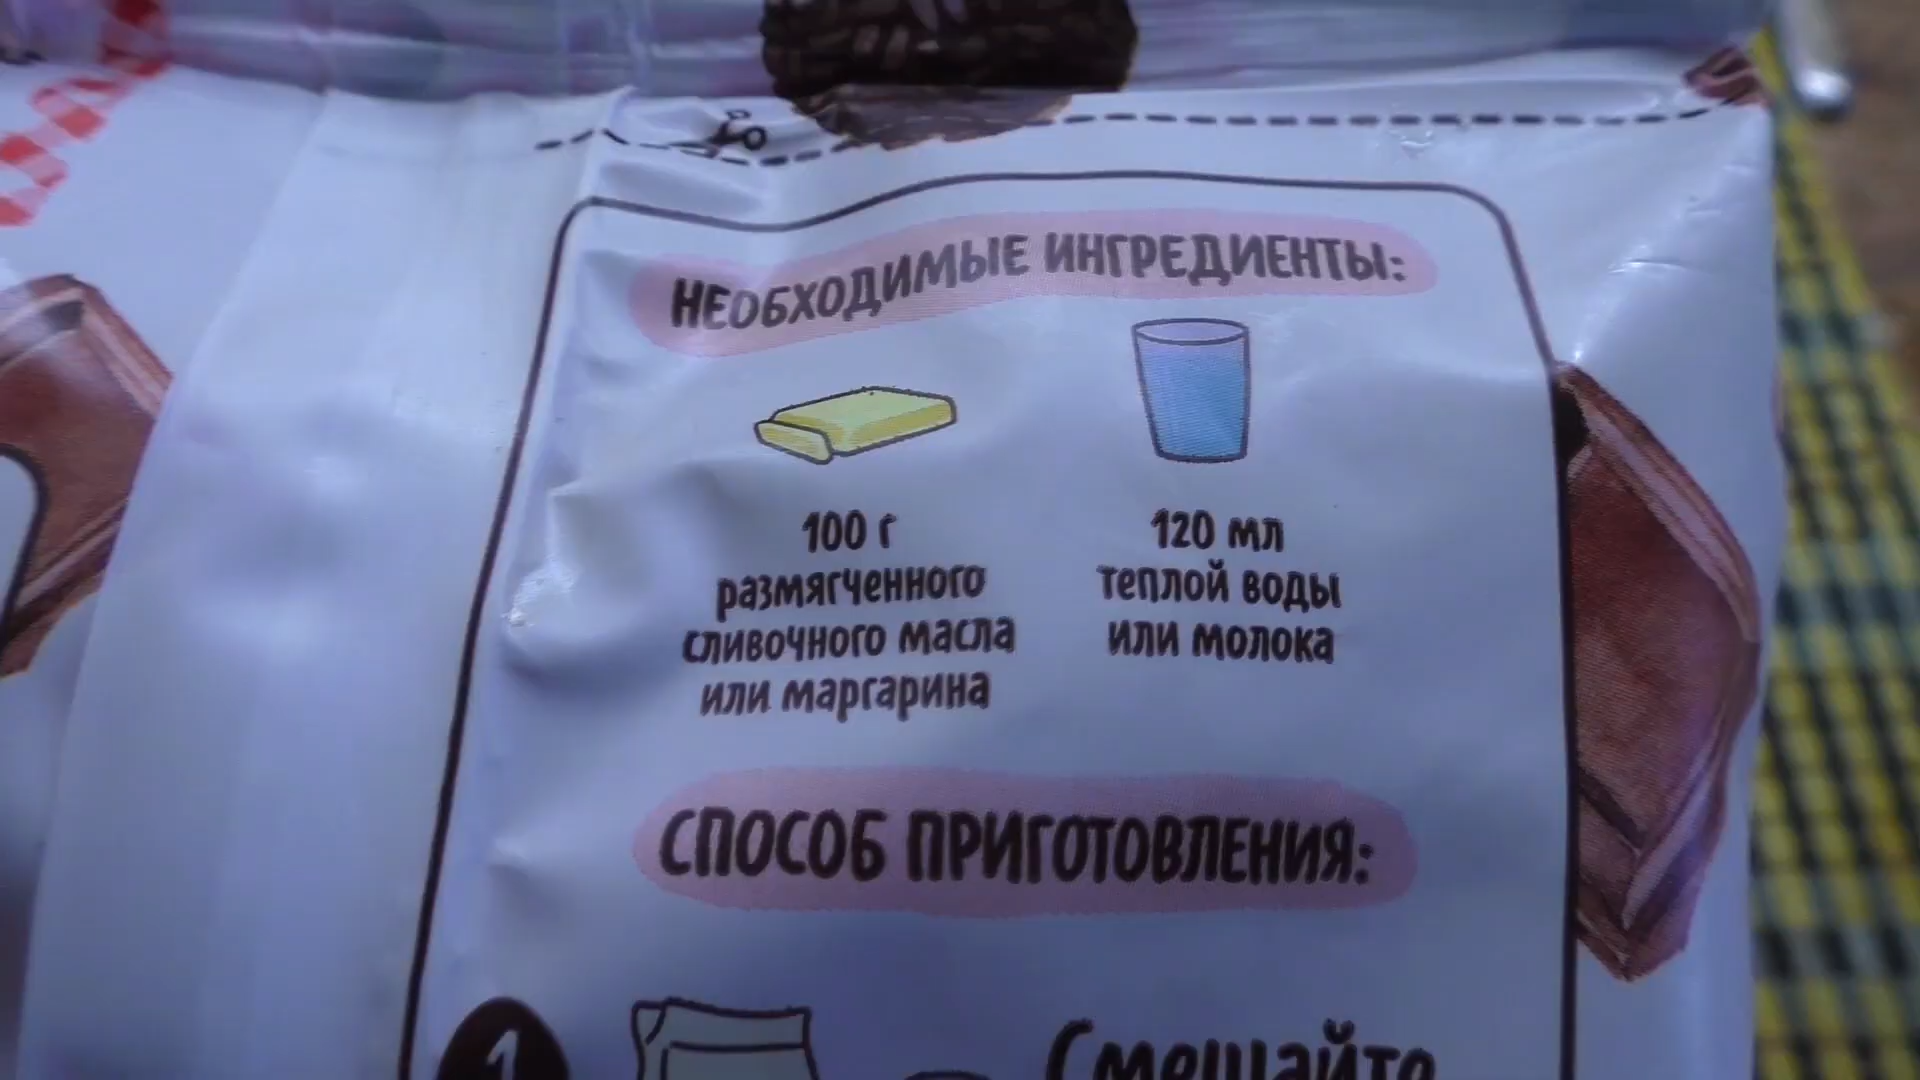 НЕОБХОДИМЫЕ ИНГРЕДИЕНТЫ:
100 г
размягченного
сливочного масла
или маргарина
120 мл
теплой воды
или молока
СПОСОБ ПРИГОТОВЛЕНИЯ:
1
Смешайте